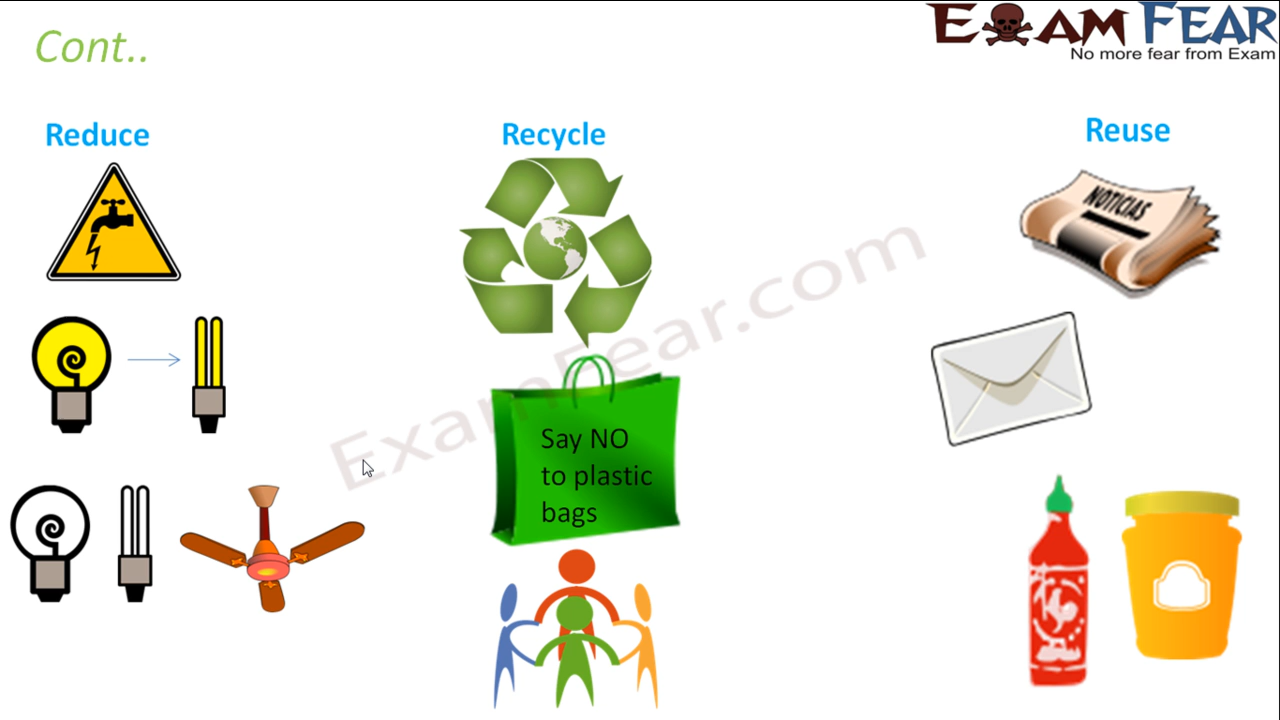 Cont..
EXAM FEAR
No more fear from Exam
Reduce
Recycle
Reuse
NOTICIAS
ExamFear.com
Say NO
to plastic
bags